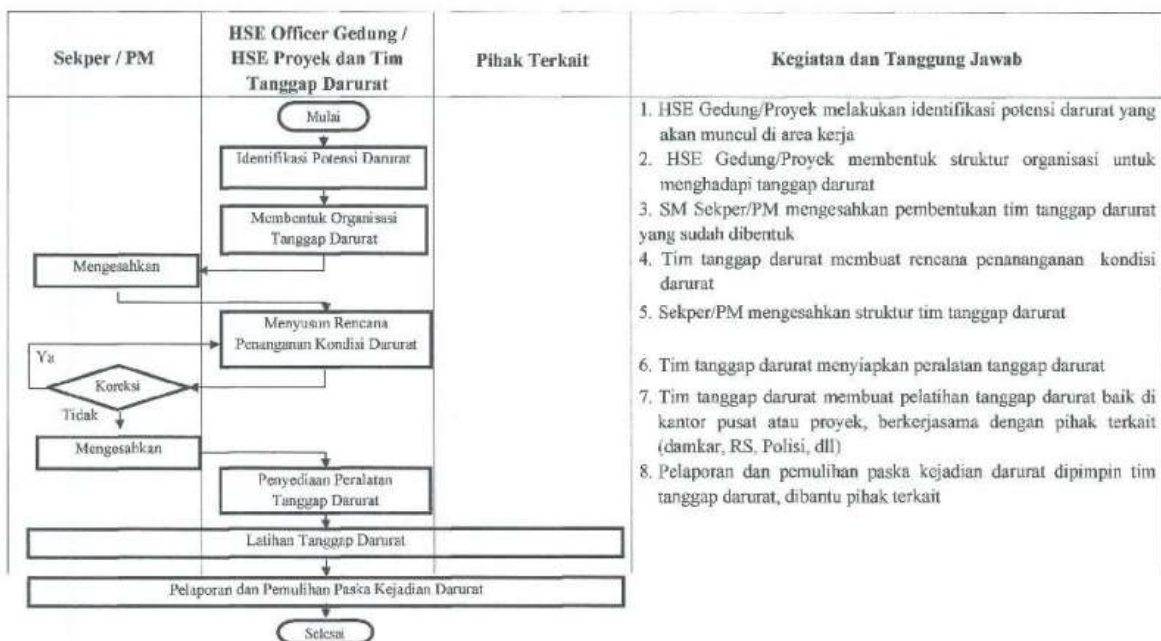 Sekper / PM
HSE Officer Gedung /
HSE Proyek dan Tim
Tanggap Darurat
Pihak Terkait
Kegiatan dan Tanggung Jawab
Mulai
Identifikasi Potensi Darurat
Membentuk Organisasi
Tanggap Darurat
Mengesahkan
Menyusun Rencana
Penanganan Kondisi Darurat
Ya
Koreksi
Tidak
Mengesahkan
Penyediaan Peralatan
Tanggap Darurat
Latihan Tanggap Darurat
Pelaporan dan Pemulihan Paska Kejadian Darurat
Selesai
1. HSE Gedung/Proyek melakukan identifikasi potensi darurat yang
akan muncul di area kerja
2. HSE Gedung/Proyek membentuk struktur organisasi untuk
menghadapi tanggap darurat
3. SM Sekper/PM mengesahkan pembentukan tim tanggap darurat
yang sudah dibentuk
4. Tim tanggap darurat membuat rencana penananganan kondisi
darurat
5. Sekper/PM mengesahkan struktur tim tanggap darurat
6. Tim tanggap darurat menyiapkan peralatan tanggap darurat
7. Tim tanggap darurat membuat pelatihan tanggap darurat baik di
kantor pusat atau proyek, berkerjasama dengan pihak terkait
(damkar, RS, Polisi, dll)
8. Pelaporan dan pemulihan paska kejadian darurat dipimpin tim
tanggap darurat, dibantu pihak terkait